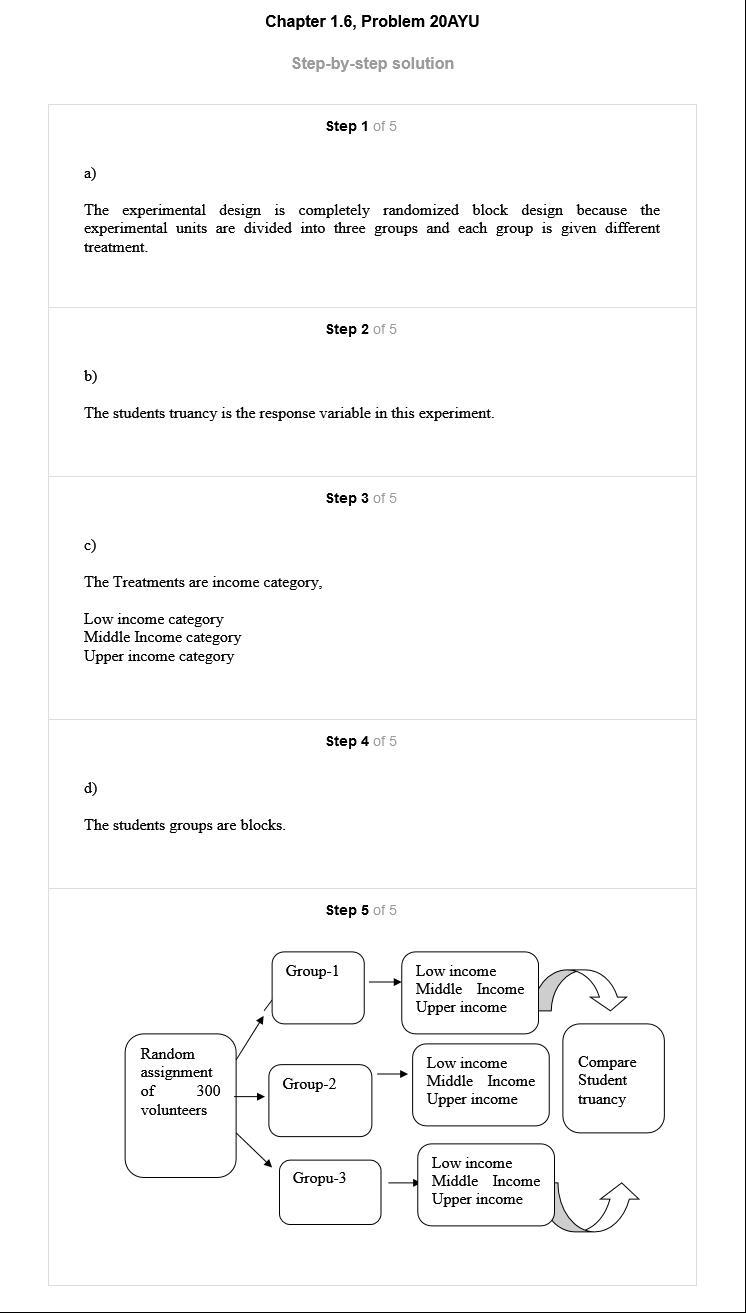 Chapter 1.6, Problem 20AYU
Step-by-step solution
Step 1 of 5
a)
The experimental design is completely randomized block design because the
experimental units are divided into three groups and each group is given different
treatment.
Step 2 of 5
b)
The students truancy is the response variable in this experiment.
Step 3 of 5
c)
The Treatments are income category,
Low income category
Middle Income category
Upper income category
Step 4 of 5
d)
The students groups are blocks.
Step 5 of 5
Random
assignment
of 300
volunteers
Group-1
Low income
Middle Income
Upper income
Group-2
Low income
Middle Income
Upper income
Gropu-3
Low income
Middle Income
Upper income
Compare
Student
truancy